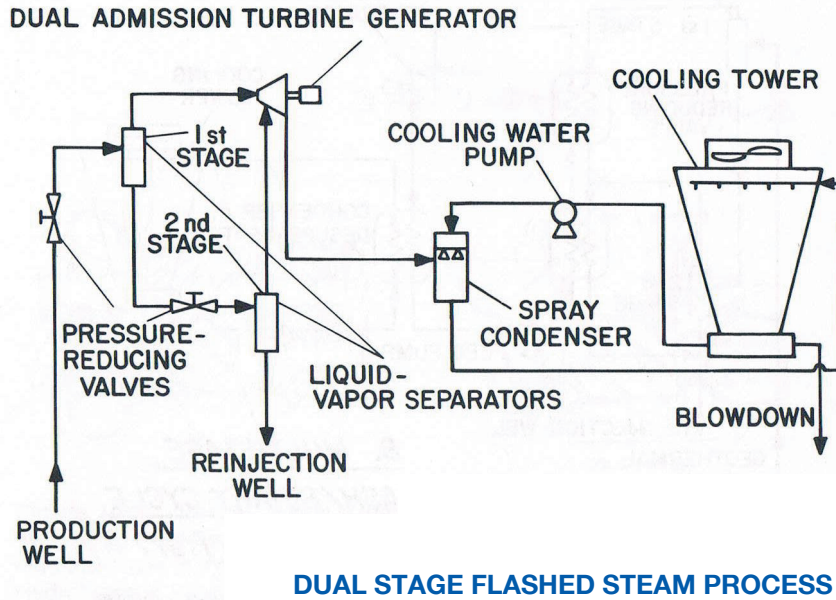 DUAL ADMISSION TURBINE GENERATOR
COOLING TOWER
1st
STAGE
COOLING WATER
PUMP
2nd
STAGE
PRESSURE-
REDUCING
VALVES
SPRAY
CONDENSER
LIQUID-
VAPOR SEPARATORS
BLOWDOWN
REINJECTION
WELL
PRODUCTION
WELL
DUAL STAGE FLASHED STEAM PROCESS